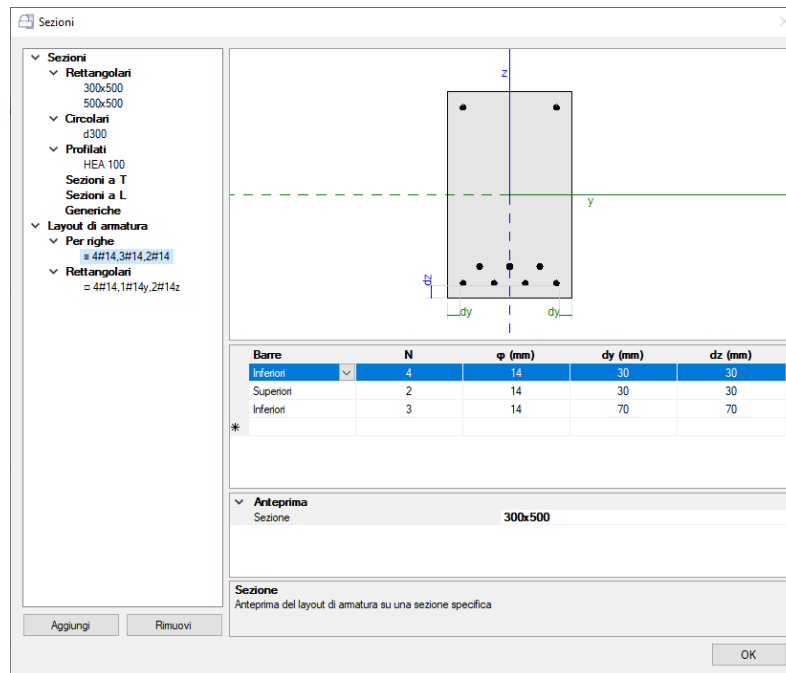 Sezioni
Sezioni
Rettangolari
300x500
500x500
Circolari
d300
Profilati
HEA 100
Sezioni a T
Sezioni a L
Generiche
Layout di armatura
Per righe
4#14,3#14,2#14
Rettangolari
4#14,1#14y,2#14z
Aggiungi Rimuovi
z
y
dz
dy dy
Barre N φ (mm) dy (mm) dz (mm)
Inferiori 4 14 30 30
Superiori 2 14 30 30
Inferiori 3 14 70 70
Anteprima
Sezione 300x500
Sezione
Anteprima del layout di armatura su una sezione specifica
OK